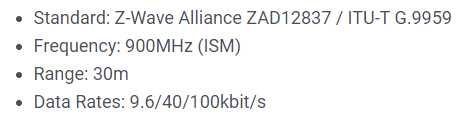 • Standard: Z-Wave Alliance ZAD12837 / ITU-T G.9959
• Frequency: 900MHz (ISM)
• Range: 30m
• Data Rates: 9.6/40/100kbit/s